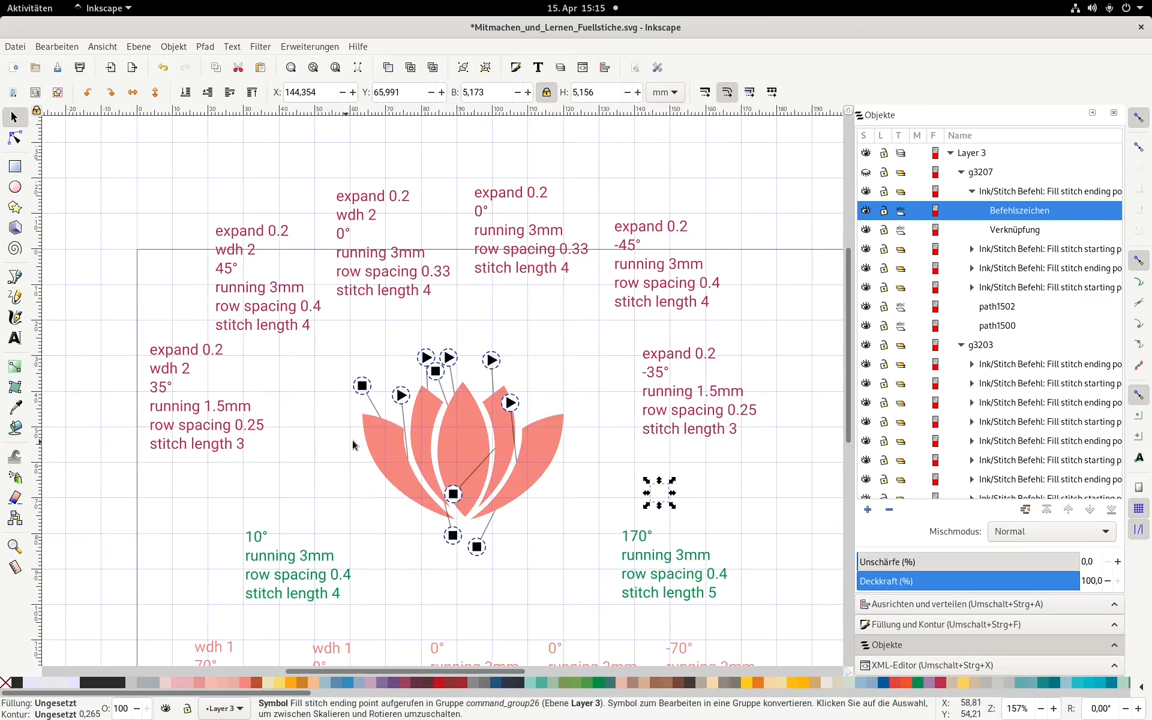 Aktivitäten
Inkscape
15. Apr 15:15
*Mitmachen_und_Lernen_Fuellstiche.svg - Inkscape
Datei Bearbeiten Ansicht Ebene Objekt Pfad Text Filter Erweiterungen Hilfe
X: 144,354 Y: 65,991 B: 5,173 H: 5,156 mm
Objekte
S L T M F Name
Layer 3
g3207
Ink/Stitch Befehl: Fill stitch ending po
Befehlszeichen
Verknüpfung
Ink/Stitch Befehl: Fill stitch ending po
Ink/Stitch Befehl: Fill stitch starting p
Ink/Stitch Befehl: Fill stitch starting p
path1502
path1500
g3203
Ink/Stitch Befehl: Fill stitch ending po
Ink/Stitch Befehl: Fill stitch ending po
Ink/Stitch Befehl: Fill stitch ending po
Ink/Stitch Befehl: Fill stitch ending po
Ink/Stitch Befehl: Fill stitch starting p
Ink/Stitch Befehl: Fill stitch starting p
Ink/Stitch Befehl: Fill stitch starting p
Ink/Stitch Befehl: Fill stitch starting p
expand 0.2
wdh 2
45°
running 3mm
row spacing 0.4
stitch length 4
expand 0.2
wdh 2
0°
running 3mm
row spacing 0.33
stitch length 4
expand 0.2
0°
running 3mm
row spacing 0.33
stitch length 4
expand 0.2
-45°
running 3mm
row spacing 0.4
stitch length 4
expand 0.2
wdh 2
35°
running 1.5mm
row spacing 0.25
stitch length 3
expand 0.2
-35°
running 1.5mm
row spacing 0.25
stitch length 3
10°
running 3mm
row spacing 0.4
stitch length 4
170°
running 3mm
row spacing 0.4
stitch length 5
wdh 1
70°
wdh 1
0°
0°
running 3mm
0°
running 3mm
-70°
running 3mm
Mischmodus: Normal
Unschärfe (%) 0,0
Deckkraft (%) 100,0
Ausrichten und verteilen (Umschalt+Strg+A)
Füllung und Kontur (Umschalt+Strg+F)
Objekte
XML-Editor (Umschalt+Strg+X)
Füllung: Ungesetzt
Kontur: Ungesetzt 0,265
O: 100
Layer 3
Symbol Fill stitch ending point aufgerufen in Gruppe command_group26 (Ebene Layer 3). Symbol zum Bearbeiten in eine Gruppe konvertieren. Klicken Sie auf die Auswahl,
um zwischen Skalieren und Rotieren umzuschalten.
X: 58,81
Y: 54,21
Z: 157%
R: 0,00°